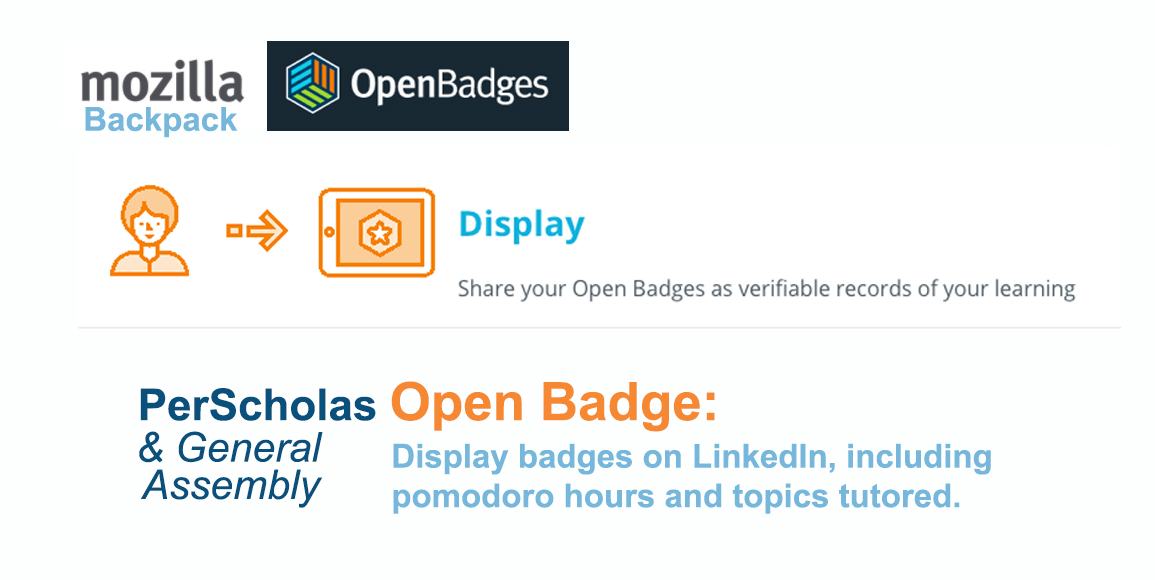 mozilla
Backpack
OpenBadges
Display
Share your Open Badges as verifiable records of your learning
PerScholas
& General
Assembly
Open Badge:
Display badges on LinkedIn, including
pomodoro hours and topics tutored.